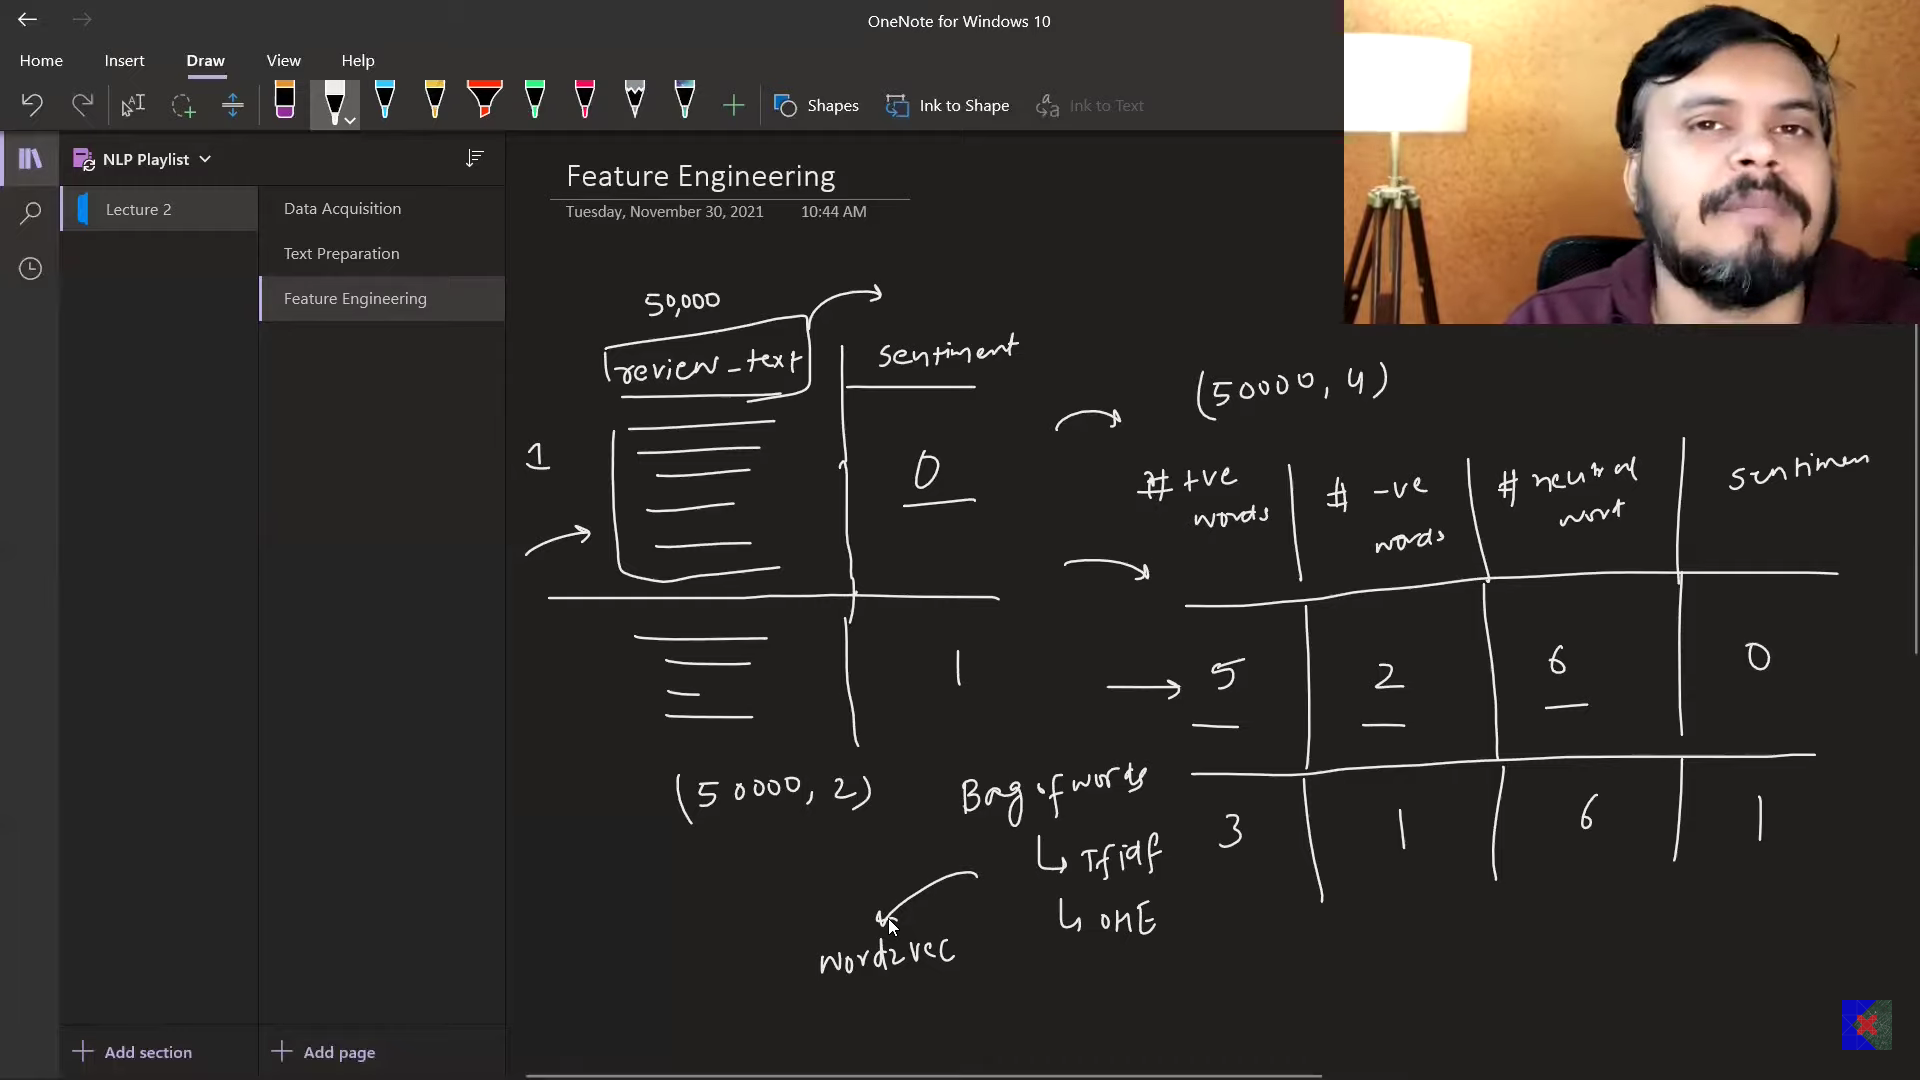 OneNote for Windows 10
Home Insert Draw View Help
Shapes Ink to Shape Ink to Text
NLP Playlist
Lecture 2
Data Acquisition
Text Preparation
Feature Engineering
Add section
Add page
Feature Engineering
Tuesday, November 30, 2021 10:44 AM
50,000
review_text sentiment
1
0
1
(50000, 2)
(50000, 4)
# +ve words
# -ve words
# neutral
sentimen
5 2 6 0
3 1 6 1
Bag of words
Tfidf
OHE
word2vec